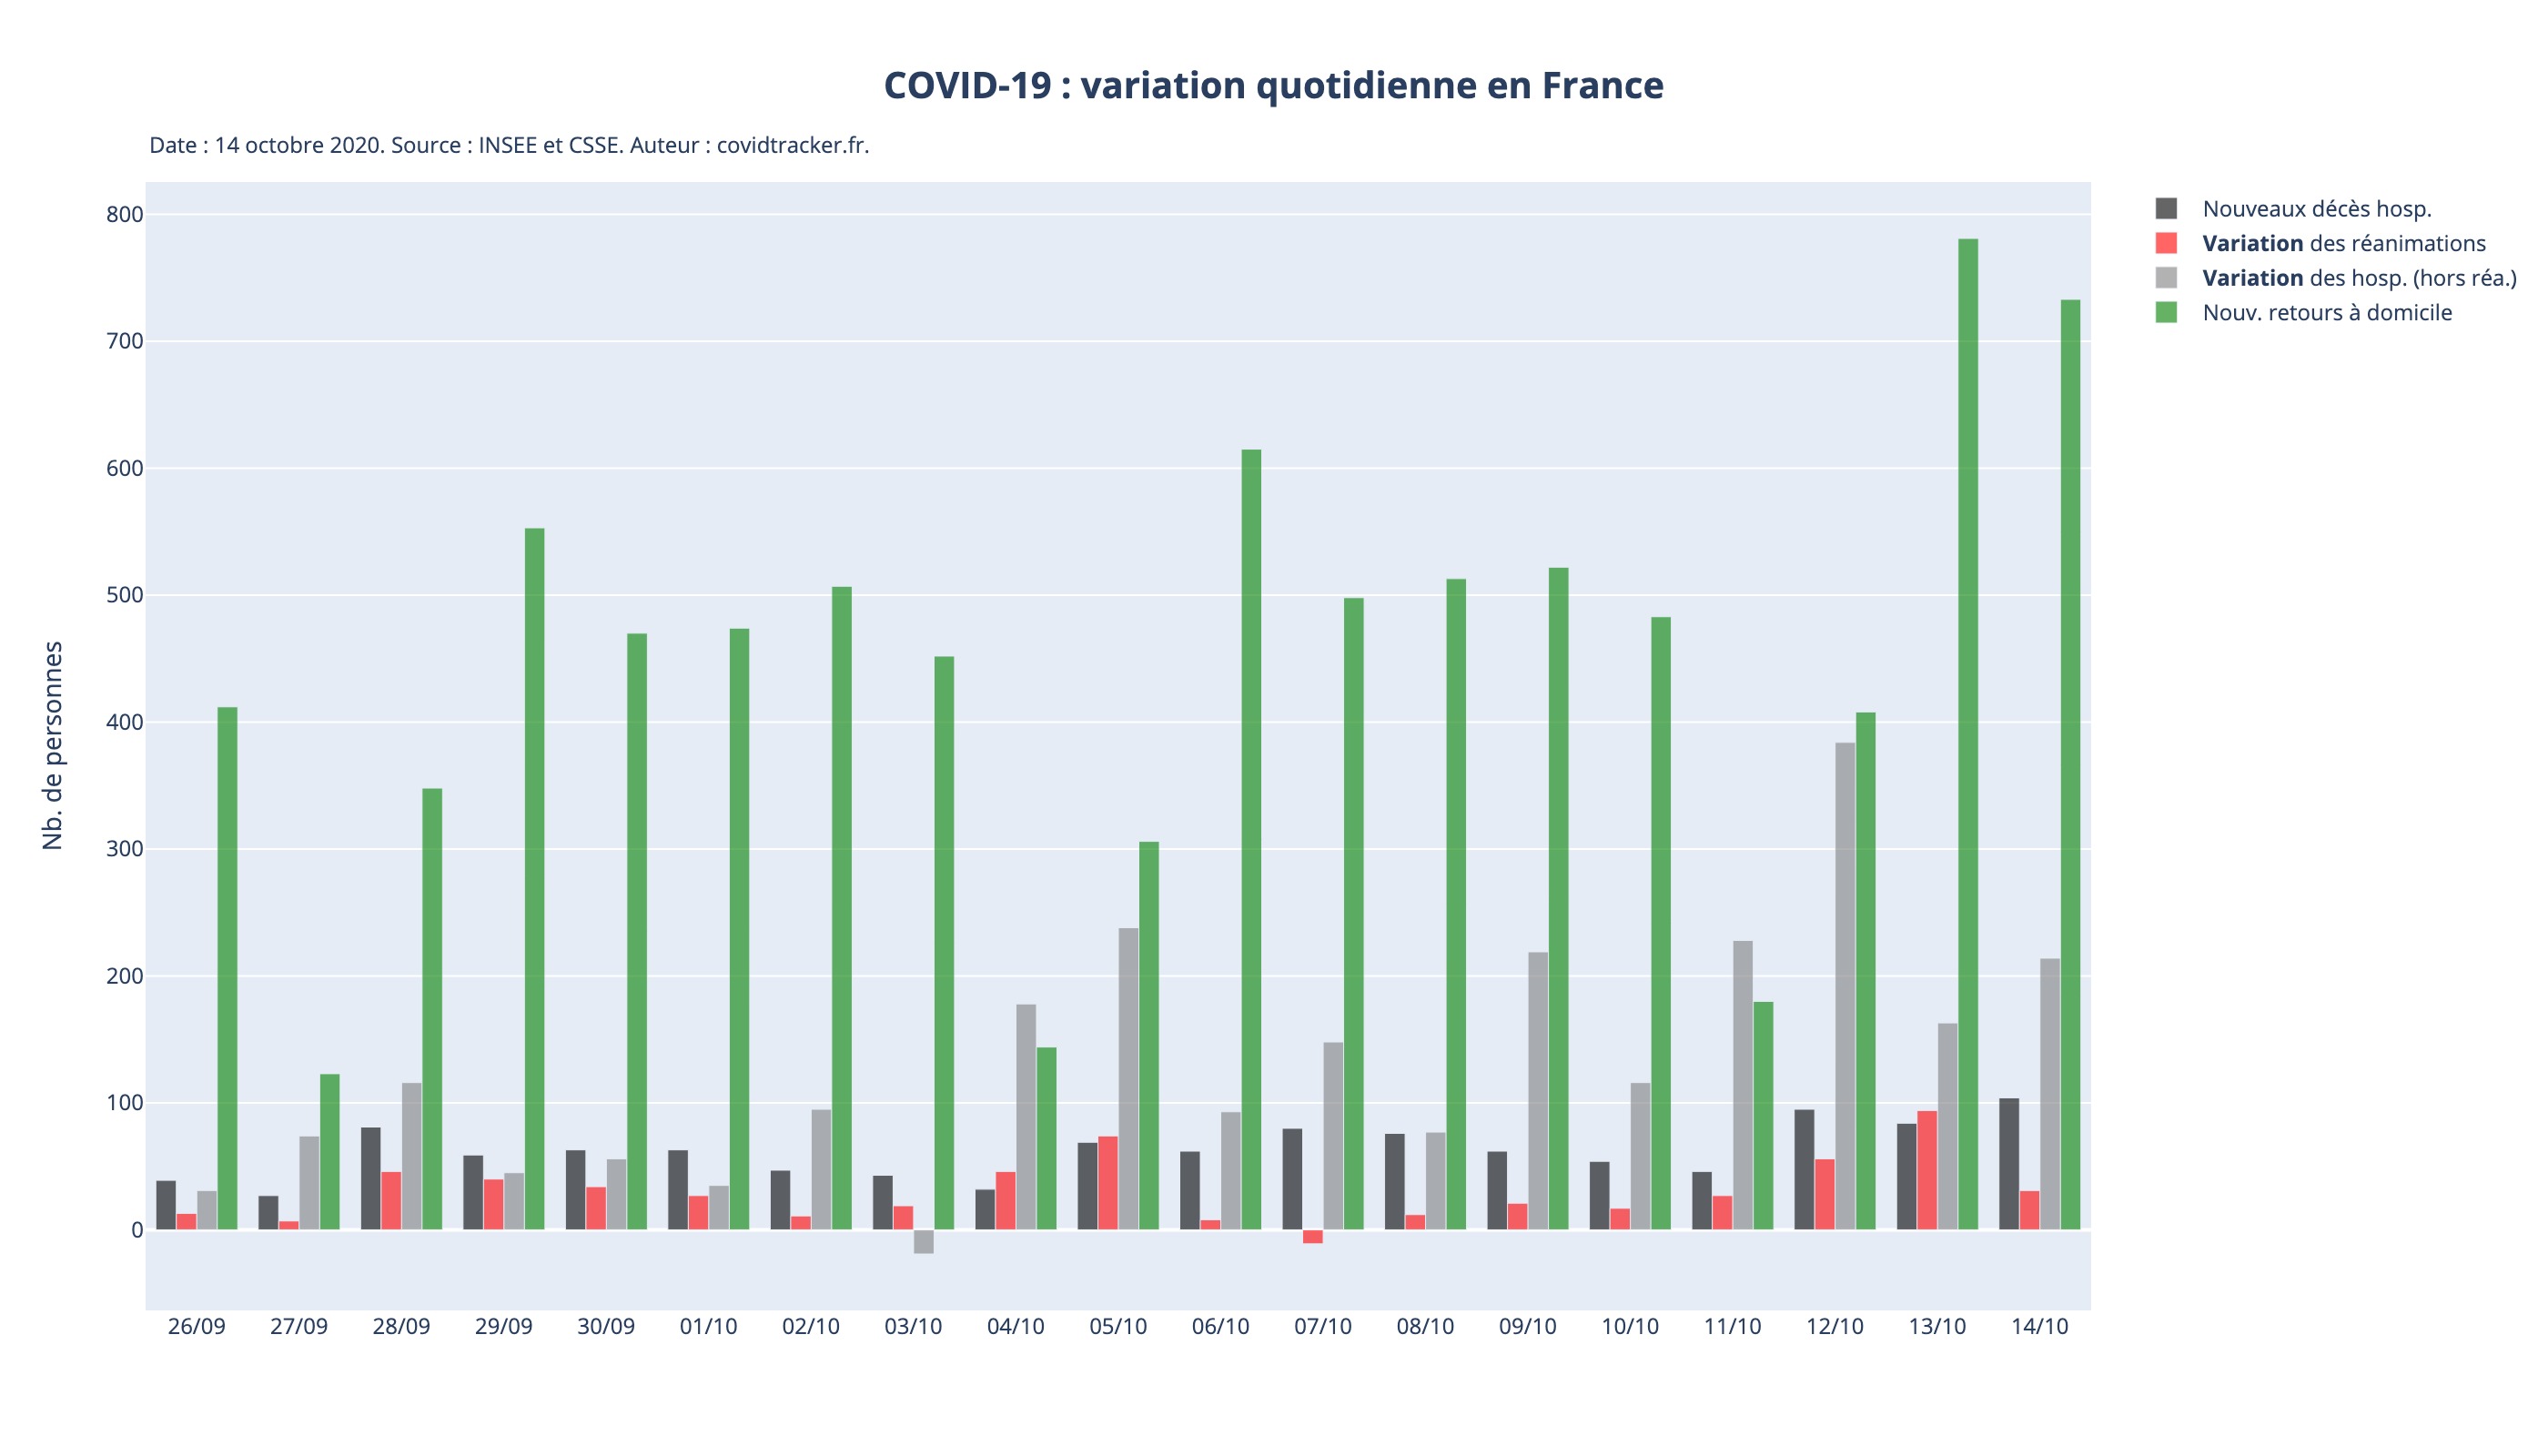 COVID-19 : variation quotidienne en France
Date : 14 octobre 2020. Source : INSEE et CSSE. Auteur : covidtracker.fr.
Nouveaux décès hosp.
Variation des réanimations
Variation des hosp. (hors réa.)
Nouv. retours à domicile
Nb. de personnes
800
700
600
500
400
300
200
100
0
26/09 27/09 28/09 29/09 30/09 01/10 02/10 03/10 04/10 05/10 06/10 07/10 08/10 09/10 10/10 11/10 12/10 13/10 14/10